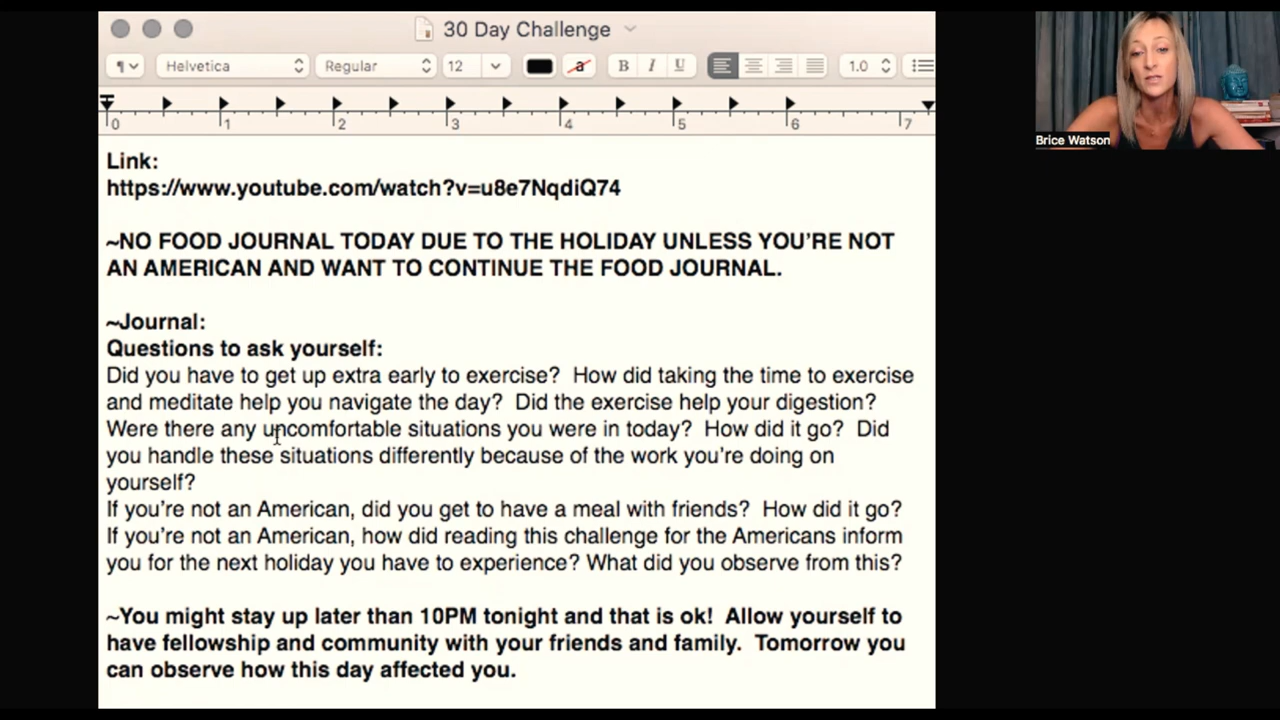 30 Day Challenge
¶ Helvetica Regular 12 a B I U 1.0
0 1 2 3 4 5 6 7
Link:
https://www.youtube.com/watch?v=u8e7NqdiQ74
~NO FOOD JOURNAL TODAY DUE TO THE HOLIDAY UNLESS YOU’RE NOT
AN AMERICAN AND WANT TO CONTINUE THE FOOD JOURNAL.
~Journal:
Questions to ask yourself:
Did you have to get up extra early to exercise?  How did taking the time to exercise
and meditate help you navigate the day?  Did the exercise help your digestion?
Were there any uncomfortable situations you were in today?  How did it go?  Did
you handle these situations differently because of the work you’re doing on
yourself?
If you’re not an American, did you get to have a meal with friends?  How did it go?
If you’re not an American, how did reading this challenge for the Americans inform
you for the next holiday you have to experience? What did you observe from this?
~You might stay up later than 10PM tonight and that is ok!  Allow yourself to
have fellowship and community with your friends and family.  Tomorrow you
can observe how this day affected you.
Brice Watson